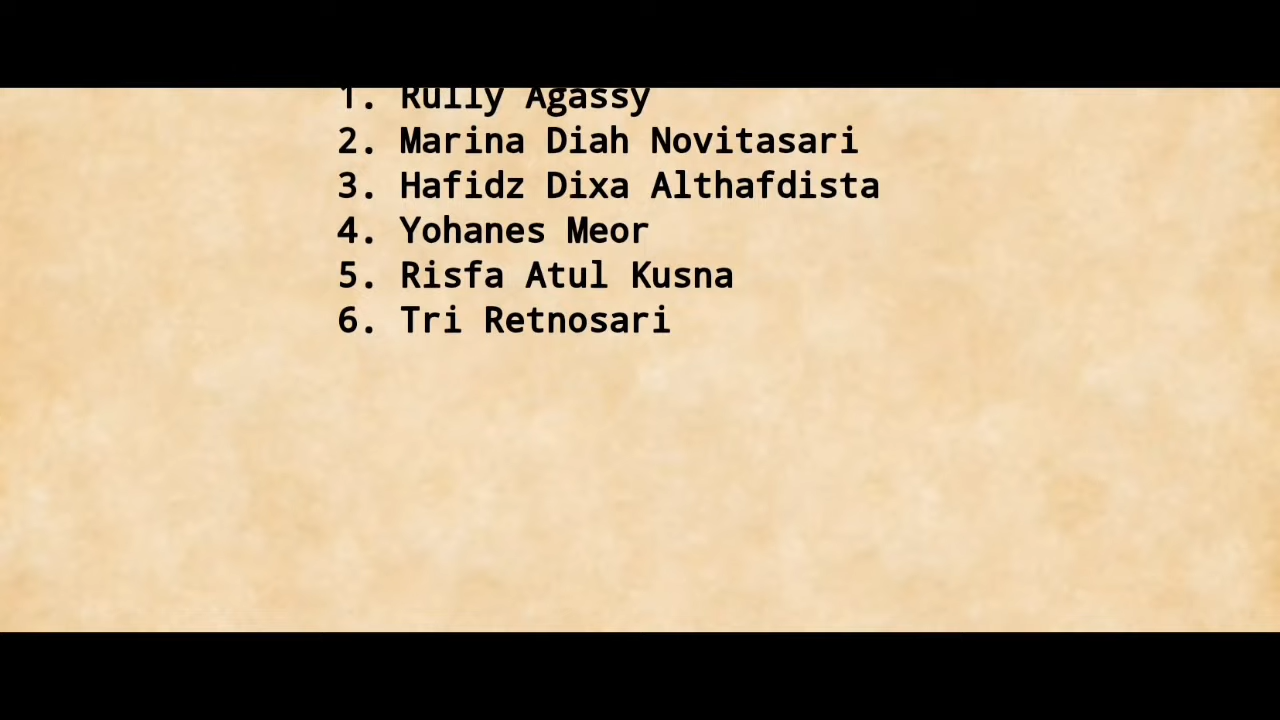 1. Rully Agassy
2. Marina Diah Novitasari
3. Hafidz Dixa Althafdista
4. Yohanes Meor
5. Risfa Atul Kusna
6. Tri Retnosari